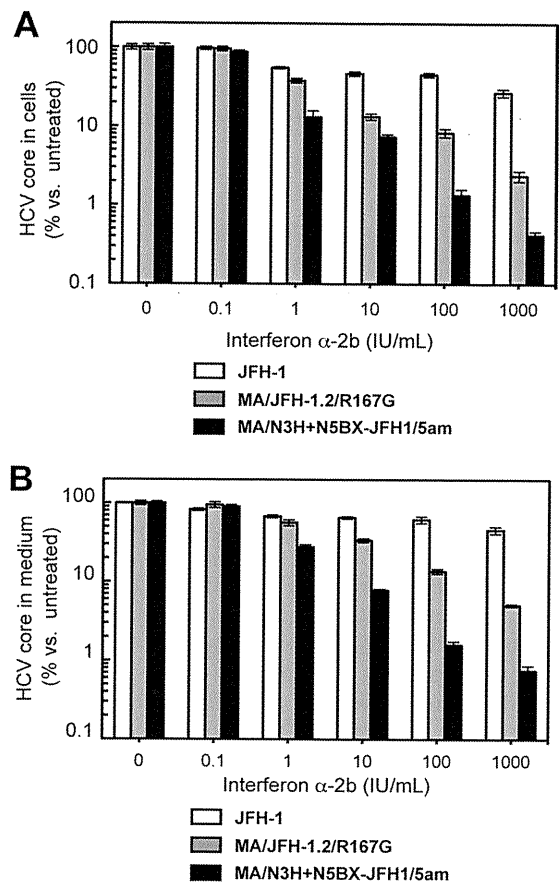 A
HCV core in cells
(% vs. untreated)
100
10
1
0.1
0 0.1 1 10 100 1000
Interferon α-2b (IU/mL)
JFH-1
MA/JFH-1.2/R167G
MA/N3H+N5BX-JFH1/5am
B
HCV core in medium
(% vs. untreated)
100
10
1
0.1
0 0.1 1 10 100 1000
Interferon α-2b (IU/mL)
JFH-1
MA/JFH-1.2/R167G
MA/N3H+N5BX-JFH1/5am